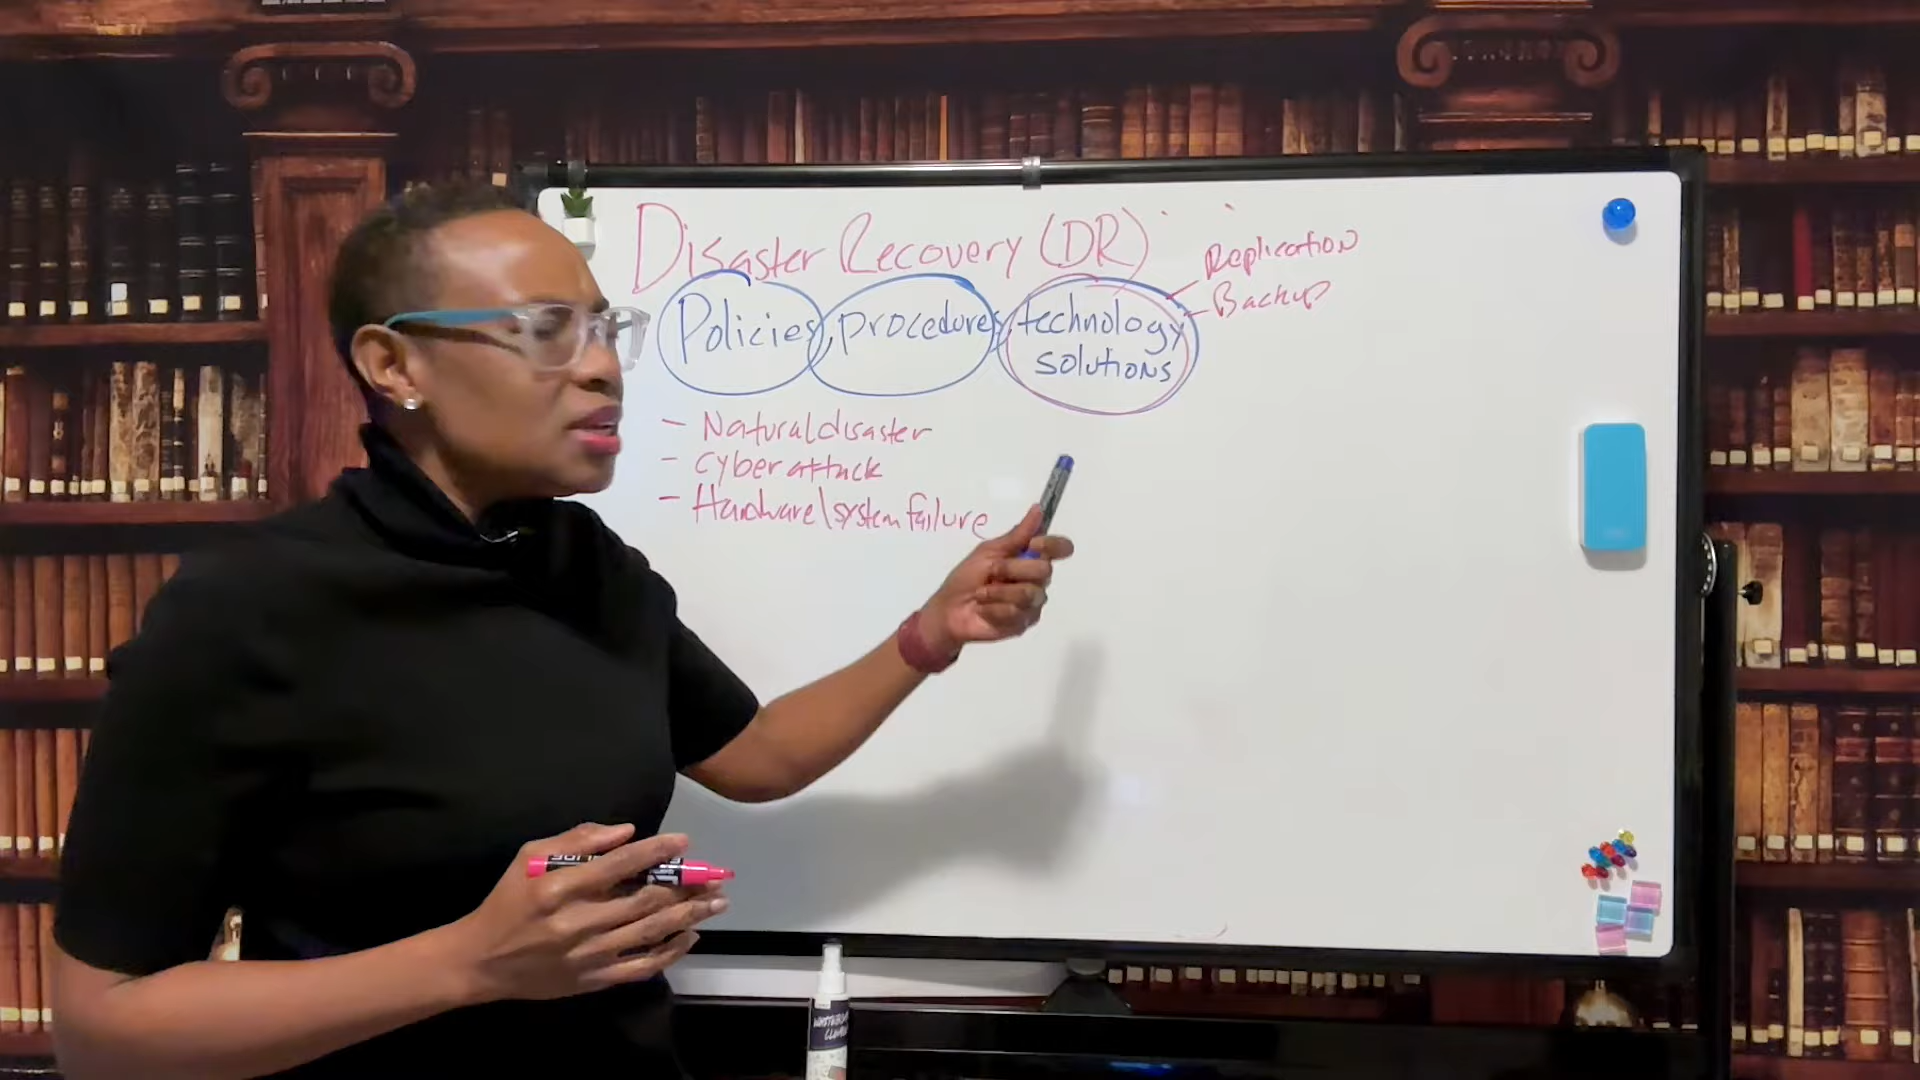 Disaster Recovery (DR)
Replication
Backup
Policies, procedures, technology
solutions
- Natural disaster
- Cyber attack
- Hardware\system failure